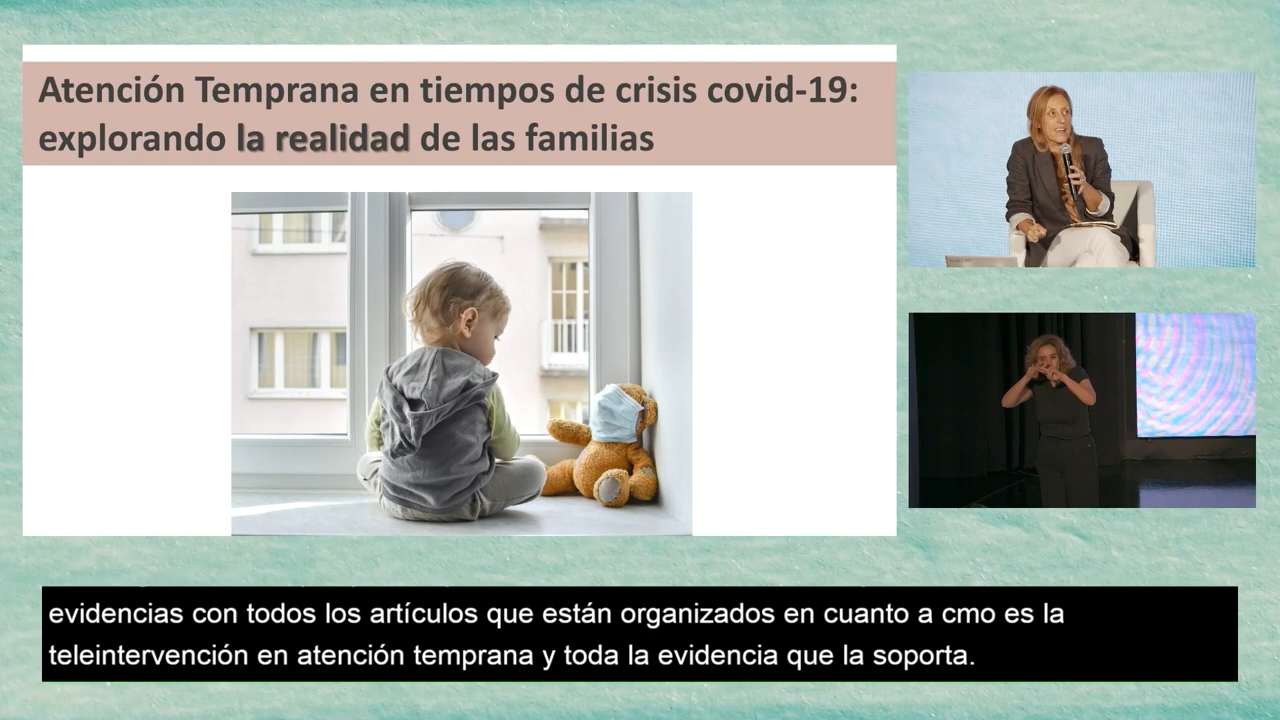 Atención Temprana en tiempos de crisis covid-19:
explorando la realidad de las familias
evidencias con todos los artículos que están organizados en cuanto a cmo es la
teleintervención en atención temprana y toda la evidencia que la soporta.